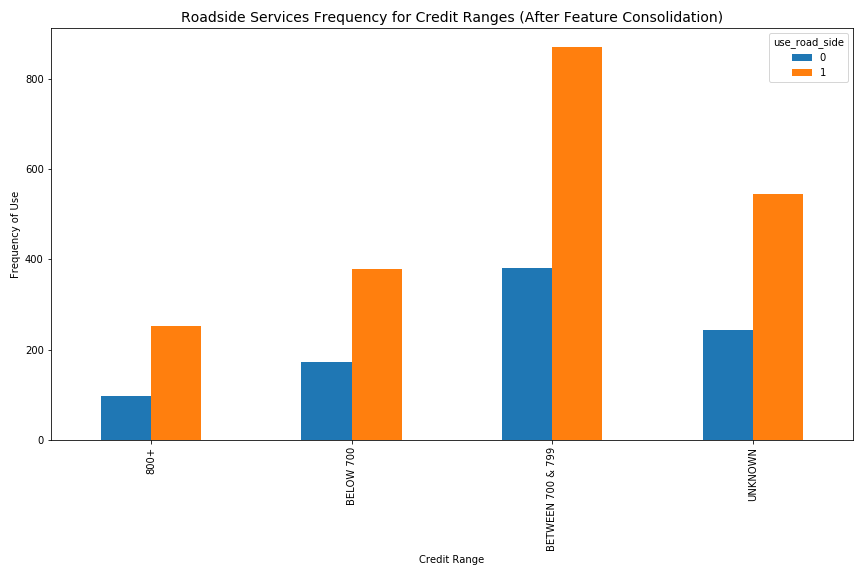 Roadside Services Frequency for Credit Ranges (After Feature Consolidation)
use_road_side
0
1
Frequency of Use
800
600
400
200
0
800+
BELOW 700
BETWEEN 700 & 799
UNKNOWN
Credit Range